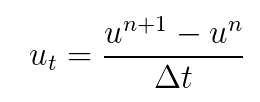 u_t = \frac{u^{n+1} - u^n}{\Delta t}